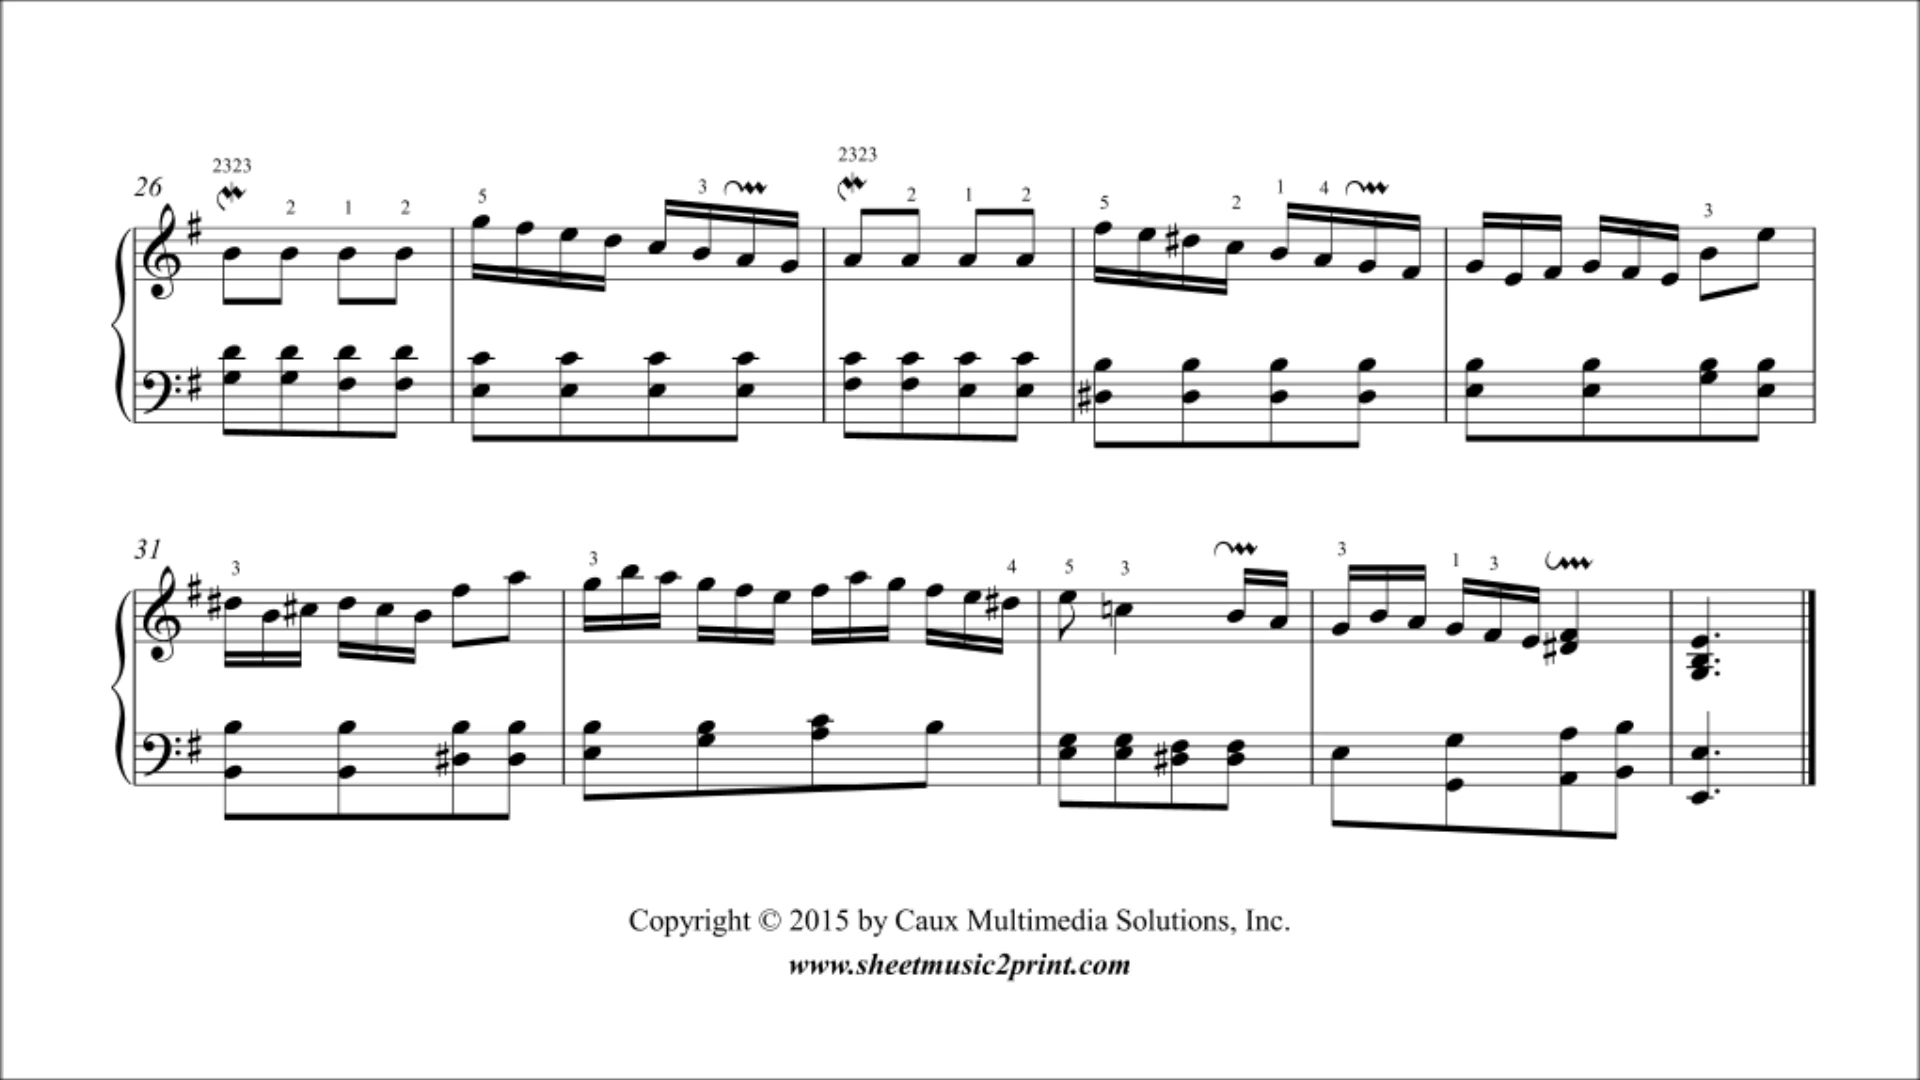 2323 2323
26 2 1 2 5 3 2 1 2 5 2 1 4 3
31 3 3 4 5 3 3 1 3
Copyright © 2015 by Caux Multimedia Solutions, Inc.
www.sheetmusic2print.com